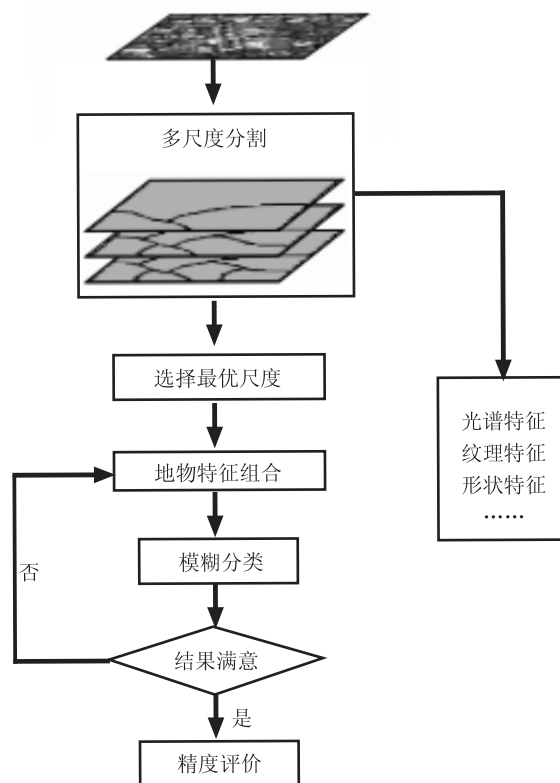 多尺度分割
选择最优尺度
光谱特征
纹理特征
形状特征
……
地物特征组合
模糊分类
否
结果满意
是
精度评价